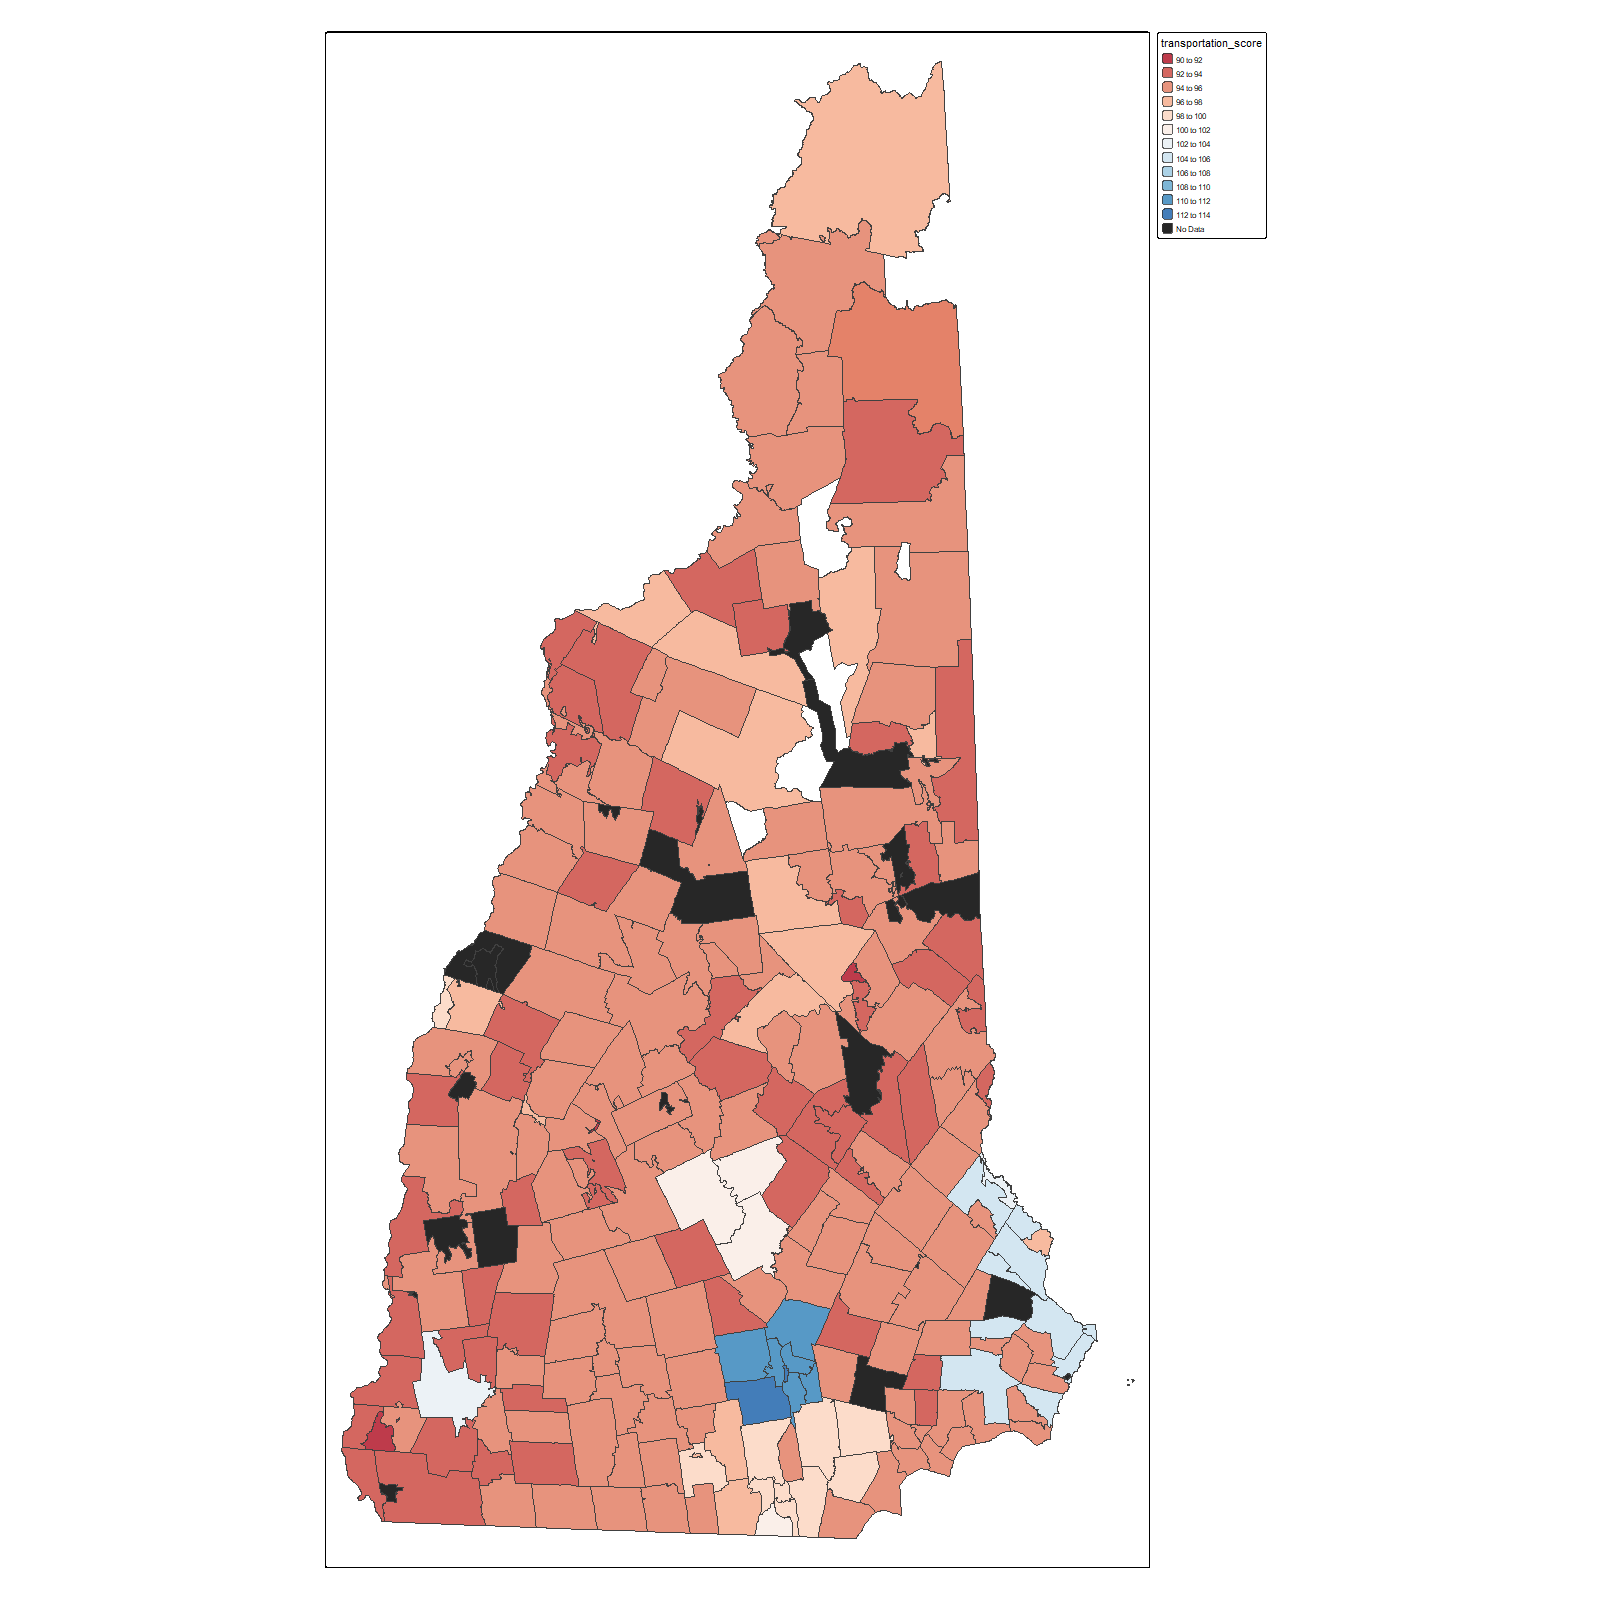 transportation_score
90 to 92
92 to 94
94 to 96
96 to 98
98 to 100
100 to 102
102 to 104
104 to 106
106 to 108
108 to 110
110 to 112
112 to 114
No Data